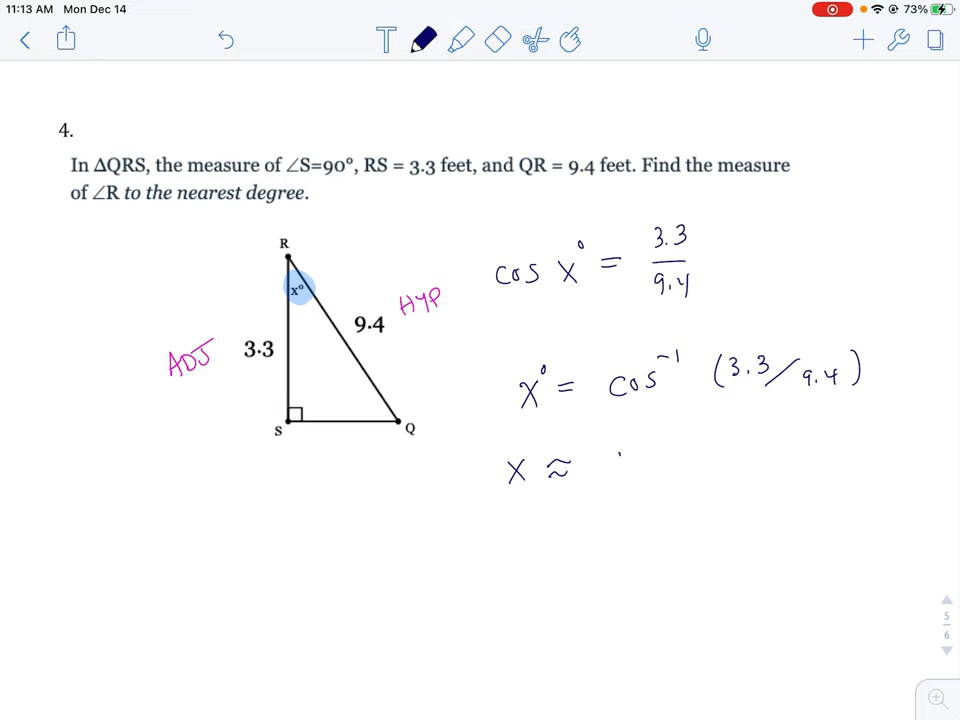 11:13 AM Mon Dec 14
73%
T
4.
In ΔQRS, the measure of ∠S=90°, RS = 3.3 feet, and QR = 9.4 feet. Find the measure
of ∠R to the nearest degree.
R
x°
HYP
9.4
ADJ
3.3
S
Q
cos x° = 3.3/9.4
x° = cos⁻¹ (3.3/9.4)
x ≈
5
6